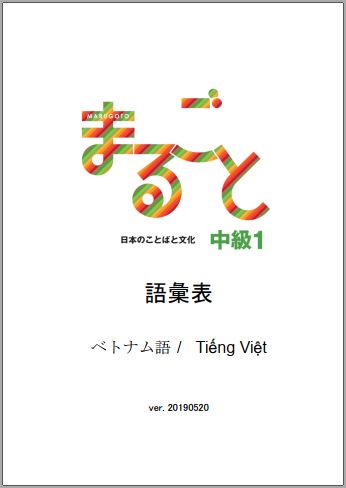 MARUGOTO
まるごと
日本のことばと文化 中級1
語彙表
ベトナム語 / Tiếng Việt
ver. 20190520